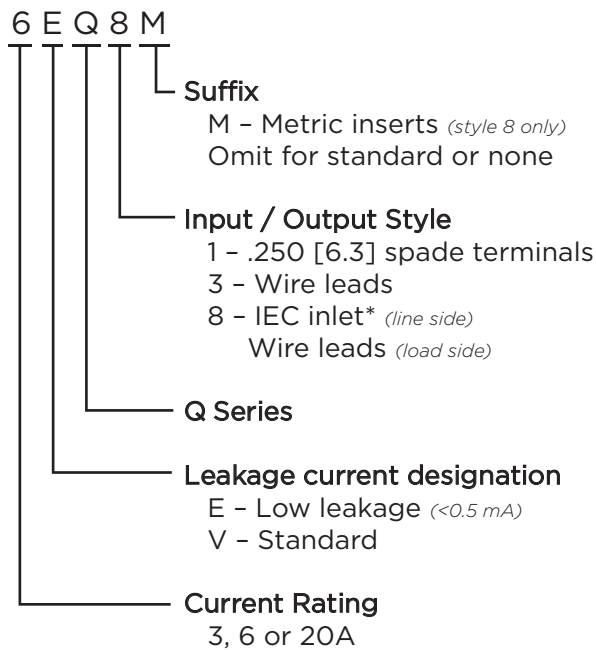 6 E Q 8 M
Suffix
M – Metric inserts (style 8 only)
Omit for standard or none
Input / Output Style
1 – .250 [6.3] spade terminals
3 – Wire leads
8 – IEC inlet* (line side)
Wire leads (load side)
Q Series
Leakage current designation
E – Low leakage (<0.5 mA)
V – Standard
Current Rating
3, 6 or 20A